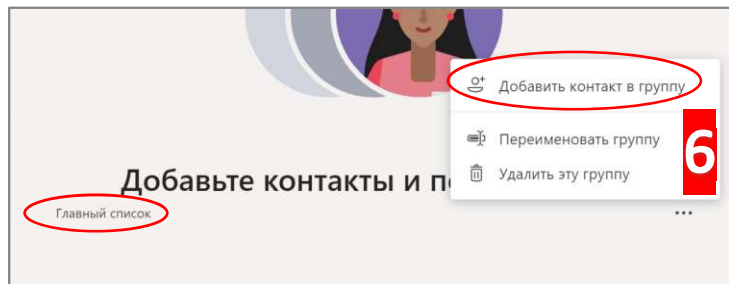 Добавить контакт в группу
Переименовать группу
6
Удалить эту группу
Добавьте контакты и
Главный список
...